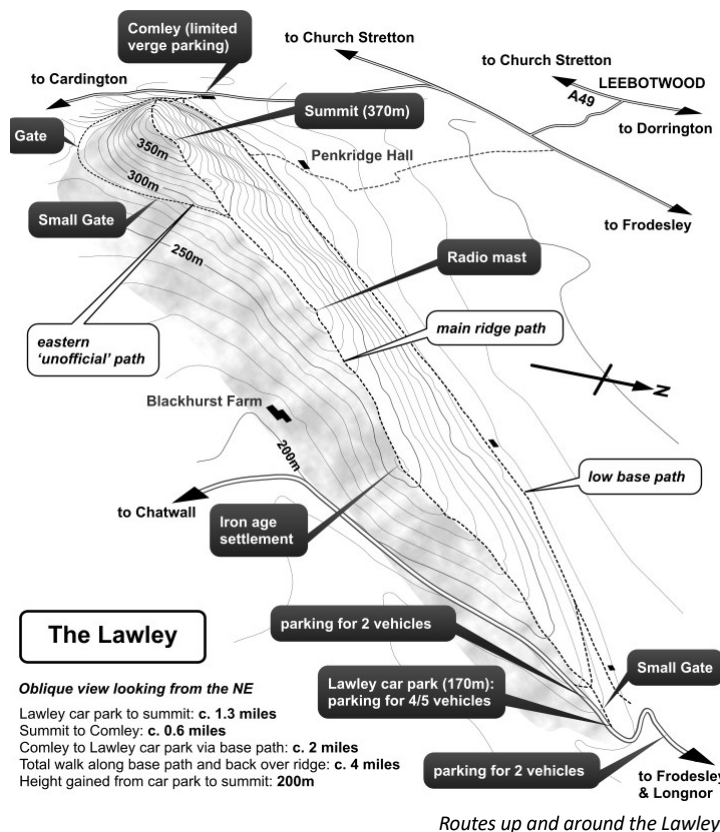 Comley (limited
verge parking)
to Church Stretton
to Church Stretton
LEEBOTWOOD
A49
to Cardington
to Dorrington
Summit (370m)
Gate
350m
Penkridge Hall
300m
Small Gate
to Frodesley
250m
Radio mast
eastern
‘unofficial’ path
main ridge path
N
Blackhurst Farm
200m
low base path
to Chatwall
Iron age
settlement
parking for 2 vehicles
The Lawley
Small Gate
Lawley car park (170m):
parking for 4/5 vehicles
Oblique view looking from the NE
Lawley car park to summit: c. 1.3 miles
Summit to Comley: c. 0.6 miles
Comley to Lawley car park via base path: c. 2 miles
Total walk along base path and back over ridge: c. 4 miles
Height gained from car park to summit: 200m
parking for 2 vehicles
to Frodesley
& Longnor
Routes up and around the Lawley